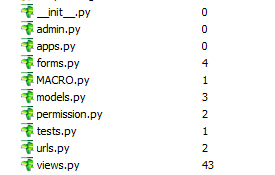 __init__.py 0
admin.py 0
apps.py 0
forms.py 4
MACRO.py 1
models.py 3
permission.py 2
tests.py 1
urls.py 2
views.py 43